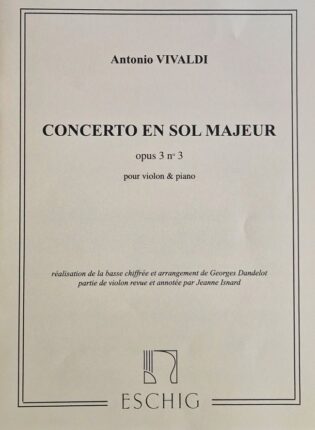 Antonio VIVALDI
CONCERTO EN SOL MAJEUR
opus 3 nº 3
pour violon & piano
réalisation de la basse chiffrée et arrangement de Georges Dandelot
partie de violon revue et annotée par Jeanne Isnard
ESCHIG